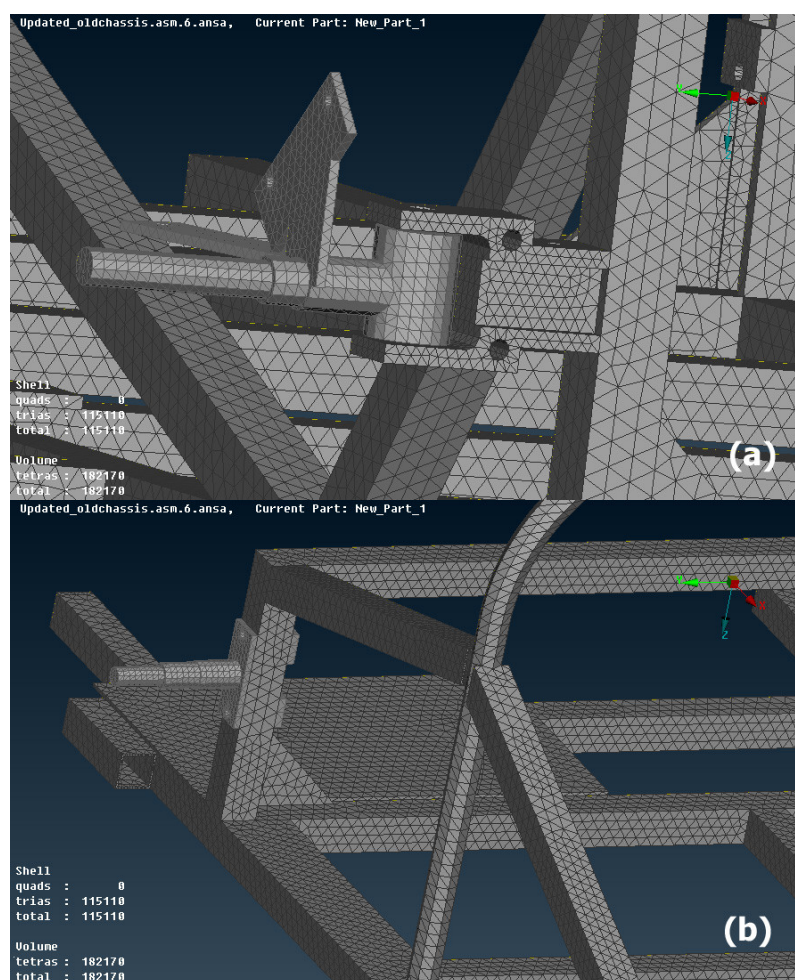 Updated_oldchassis.asm.6.ansa,   Current Part: New_Part_1
Shell
quads :      0
trias : 115110
total : 115110
Volume
tetras : 182170
total : 182170
(a)
Updated_oldchassis.asm.6.ansa,   Current Part: New_Part_1
Z
Shell
quads :      0
trias : 115110
total : 115110
Volume
tetras : 182170
total : 182170
(b)